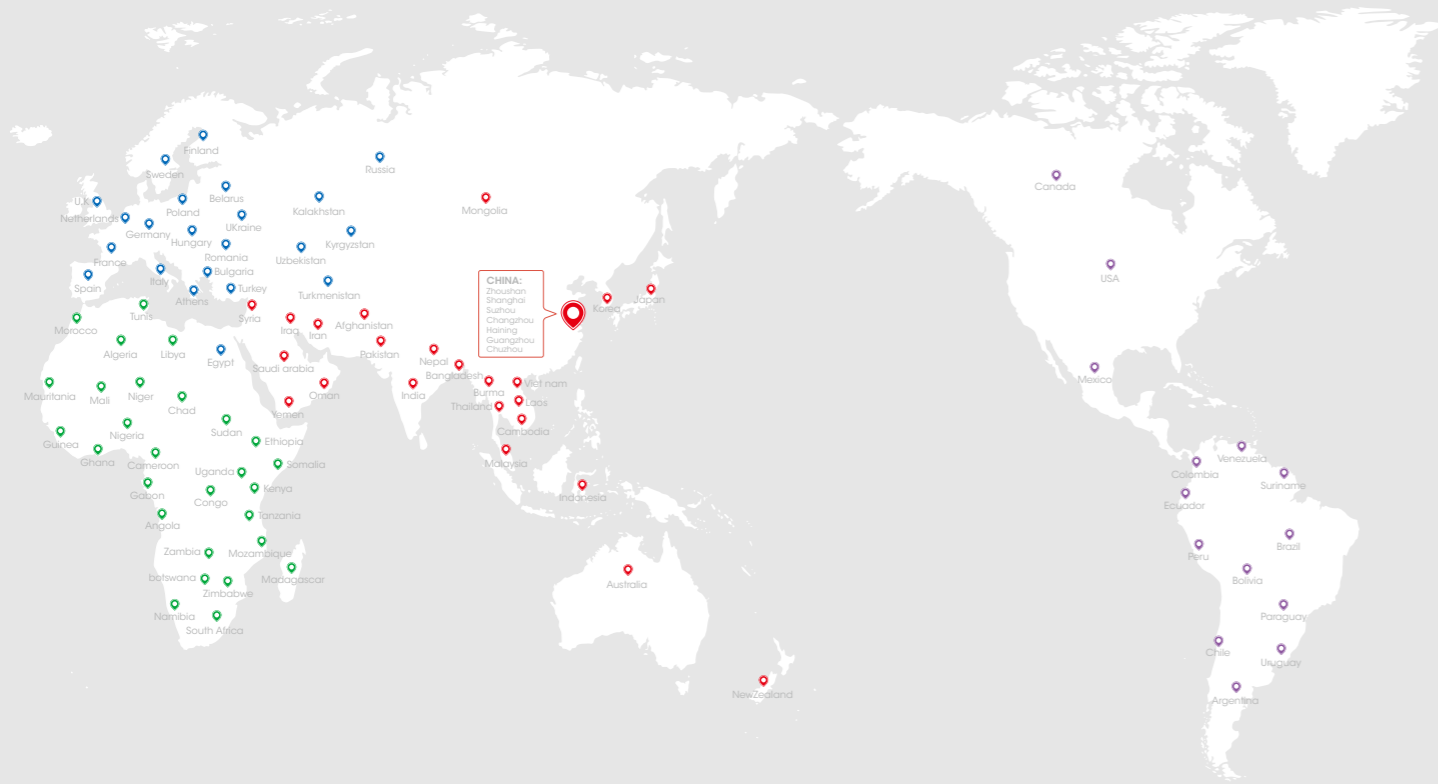 Finland
Sweden
Russia
U.K
Belarus
Poland
Kalakhstan
Mongolia
Canada
Netherlands
Germany
UKraine
Hungary
Kyrgyzstan
Romania
Uzbekistan
France
Italy
Bulgaria
Spain
Athens
Turkey
Turkmenistan
USA
CHINA:
Zhoushan
Shanghai
Suzhou
Changzhou
Haining
Guangzhou
Chuzhou
Korea
Japan
Tunis
Morocco
Syria
Iraq
Iran
Afghanistan
Algeria
Libya
Egypt
Saudi arabia
Pakistan
Nepal
Bangladesh
Mexico
Mauritania
Mali
Niger
Chad
Oman
Yemen
India
Burma
Viet nam
Thailand
Laos
Cambodia
Guinea
Nigeria
Sudan
Ethiopia
Ghana
Cameroon
Somalia
Malaysia
Venezuela
Colombia
Uganda
Suriname
Gabon
Congo
Kenya
Indonesia
Ecuador
Angola
Tanzania
Zambia
Mozambique
Peru
Brazil
botswana
Zimbabwe
Madagascar
Australia
Bolivia
Namibia
South Africa
Paraguay
Chile
Uruguay
NewZealand
Argentina